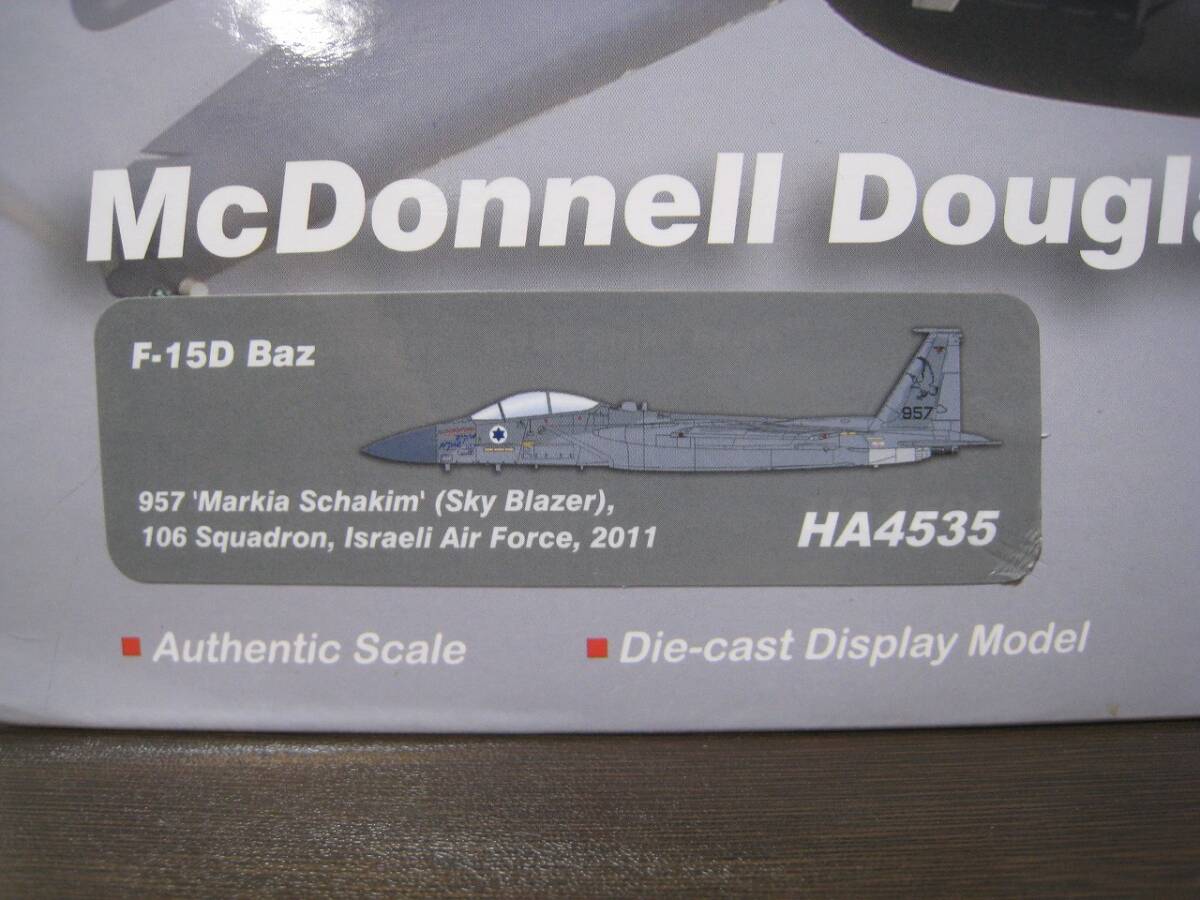 McDonnell Dougl
F-15D Baz
957
957 'Markia Schakim' (Sky Blazer),
106 Squadron, Israeli Air Force, 2011
HA4535
Authentic Scale
Die-cast Display Model